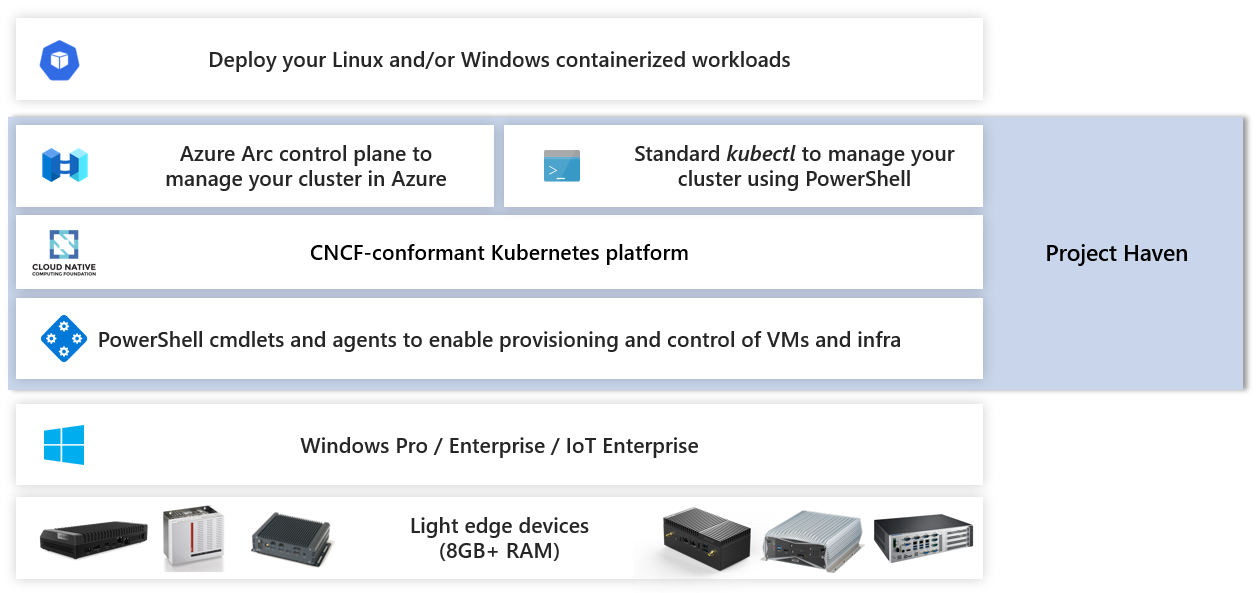 Deploy your Linux and/or Windows containerized workloads
Azure Arc control plane to
manage your cluster in Azure
>_
Standard kubectl to manage your
cluster using PowerShell
CLOUD NATIVE
COMPUTING FOUNDATION
CNCF-conformant Kubernetes platform
Project Haven
PowerShell cmdlets and agents to enable provisioning and control of VMs and infra
Windows Pro / Enterprise / IoT Enterprise
Light edge devices
(8GB+ RAM)